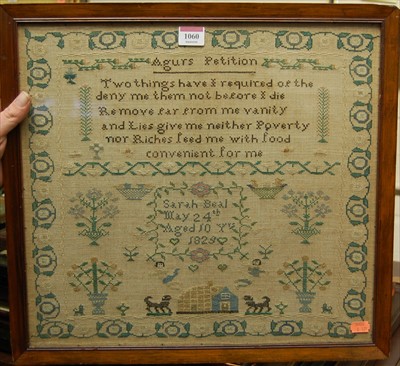 1060
Agurs Petition
Two things have I required of the
deny me them not before I die
Remove far from me vanity
and Lies give me neither Poverty
nor Riches feed me with food
convenient for me
Sarah Beal
May 24th
Aged 10 Yrs
1829